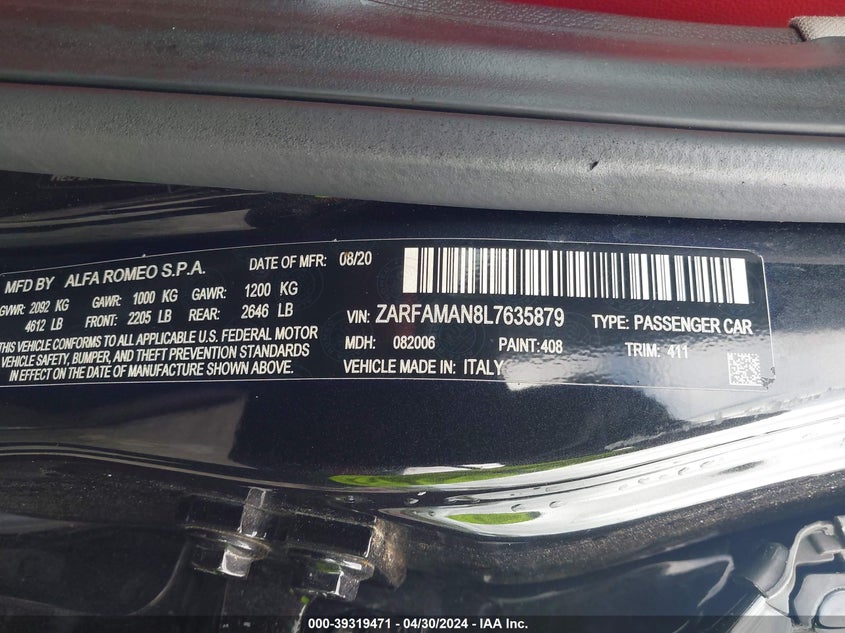 MFD BY ALFA ROMEO S.P.A. DATE OF MFR: 08/20
GVWR: 2092 KG GAWR: 1000 KG GAWR: 1200 KG
4612 LB FRONT: 2205 LB REAR: 2646 LB
THIS VEHICLE CONFORMS TO ALL APPLICABLE U.S. FEDERAL MOTOR
VEHICLE SAFETY, BUMPER, AND THEFT PREVENTION STANDARDS
IN EFFECT ON THE DATE OF MANUFACTURE SHOWN ABOVE.
VIN: ZARFAMAN8L7635879 TYPE: PASSENGER CAR
MDH: 082006 PAINT: 408 TRIM: 411
VEHICLE MADE IN: ITALY
000-39319471 - 04/30/2024 - IAA Inc.